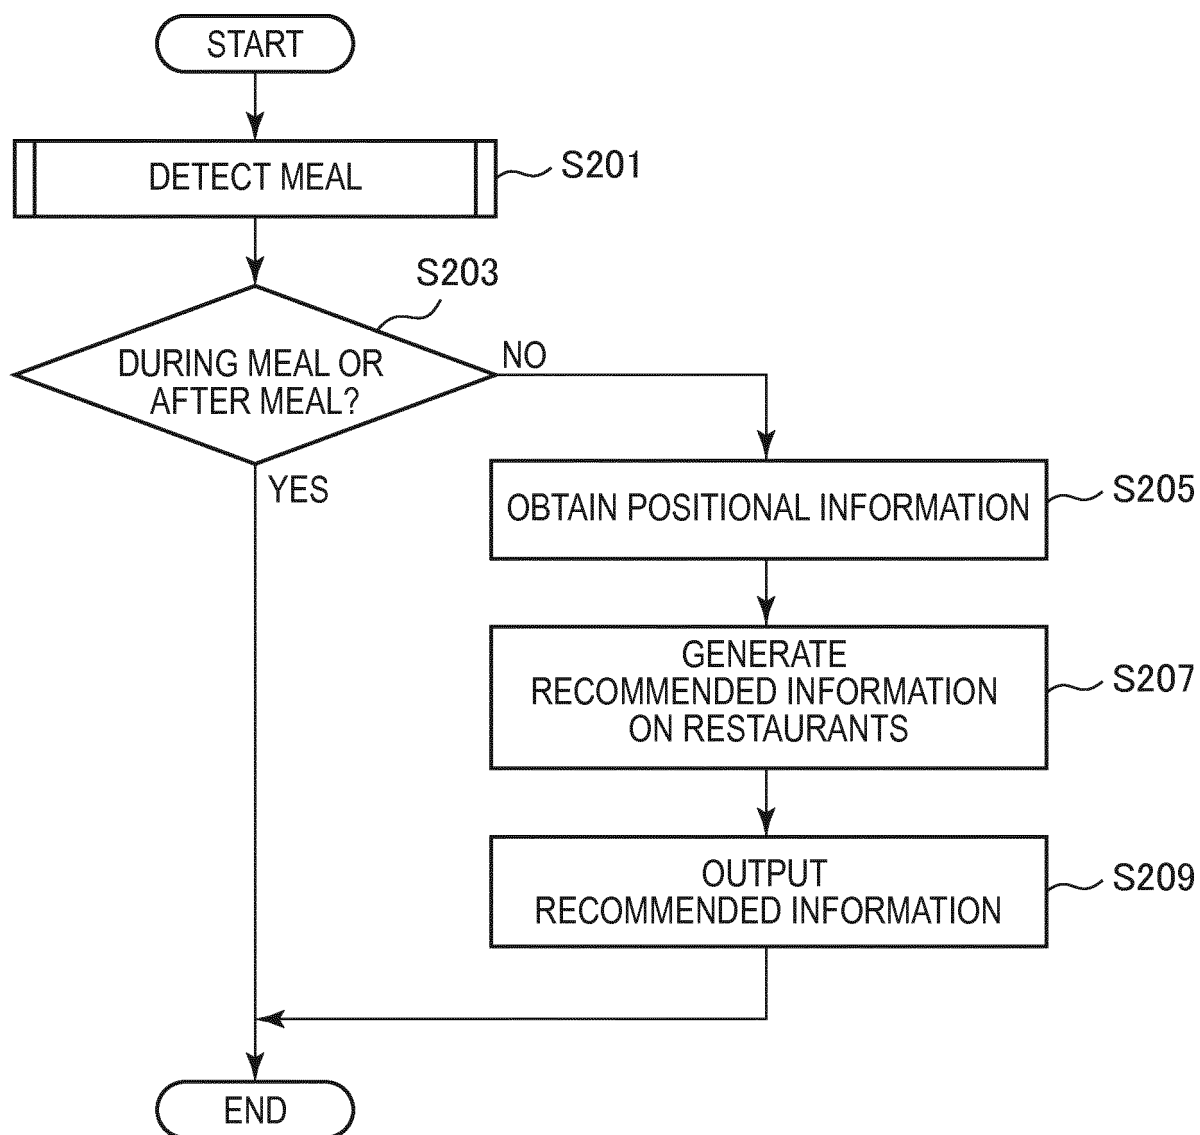 START
DETECT MEAL
S201
S203
DURING MEAL OR
AFTER MEAL?
NO
YES
OBTAIN POSITIONAL INFORMATION
S205
GENERATE
RECOMMENDED INFORMATION
ON RESTAURANTS
S207
OUTPUT
RECOMMENDED INFORMATION
S209
END